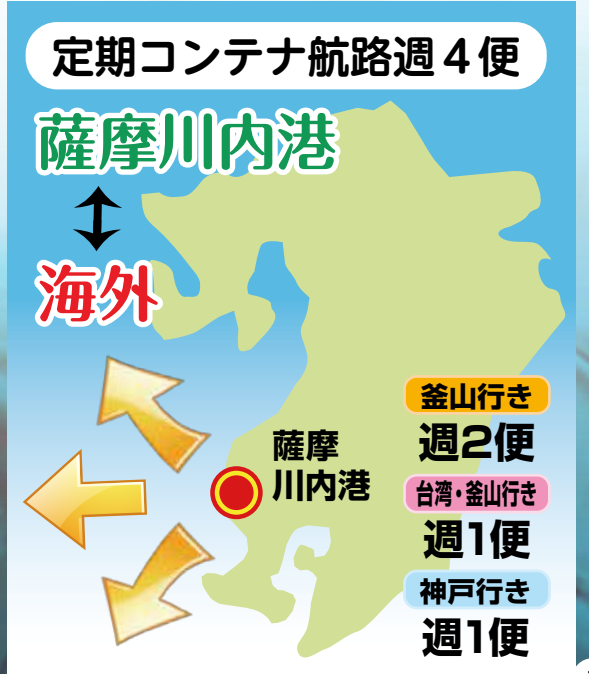 定期コンテナ航路週４便
薩摩川内港
海外
薩摩
川内港
釜山行き
週2便
台湾・釜山行き
週1便
神戸行き
週1便